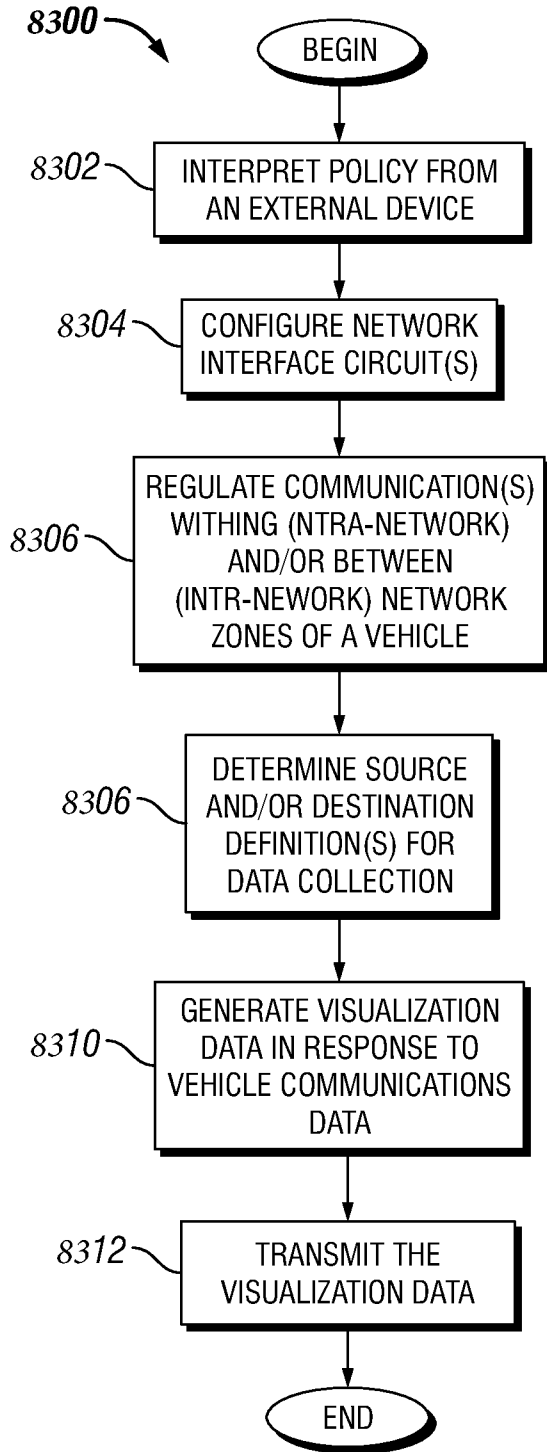 8300
BEGIN
8302
INTERPRET POLICY FROM
AN EXTERNAL DEVICE
8304
CONFIGURE NETWORK
INTERFACE CIRCUIT(S)
8306
REGULATE COMMUNICATION(S)
WITHING (NTRA-NETWORK)
AND/OR BETWEEN
(INTR-NEWORK) NETWORK
ZONES OF A VEHICLE
8306
DETERMINE SOURCE
AND/OR DESTINATION
DEFINITION(S) FOR
DATA COLLECTION
8310
GENERATE VISUALIZATION
DATA IN RESPONSE TO
VEHICLE COMMUNICATIONS
DATA
8312
TRANSMIT THE
VISUALIZATION DATA
END